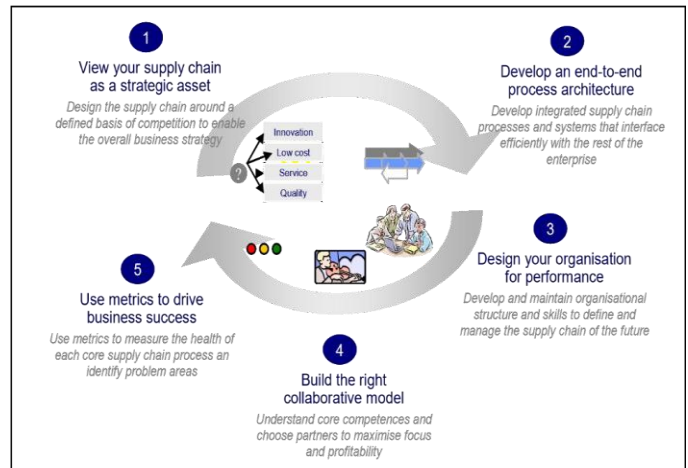 1
View your supply chain
as a strategic asset
Design the supply chain around a
defined basis of competition to enable
the overall business strategy
?
Innovation
Low cost
Service
Quality
2
Develop an end-to-end
process architecture
Develop integrated supply chain
processes and systems that interface
efficiently with the rest of the
enterprise
3
Design your organisation
for performance
Develop and maintain organisational
structure and skills to define and
manage the supply chain of the future
4
Build the right
collaborative model
Understand core competences and
choose partners to maximise focus
and profitability
5
Use metrics to drive
business success
Use metrics to measure the health of
each core supply chain process an
identify problem areas